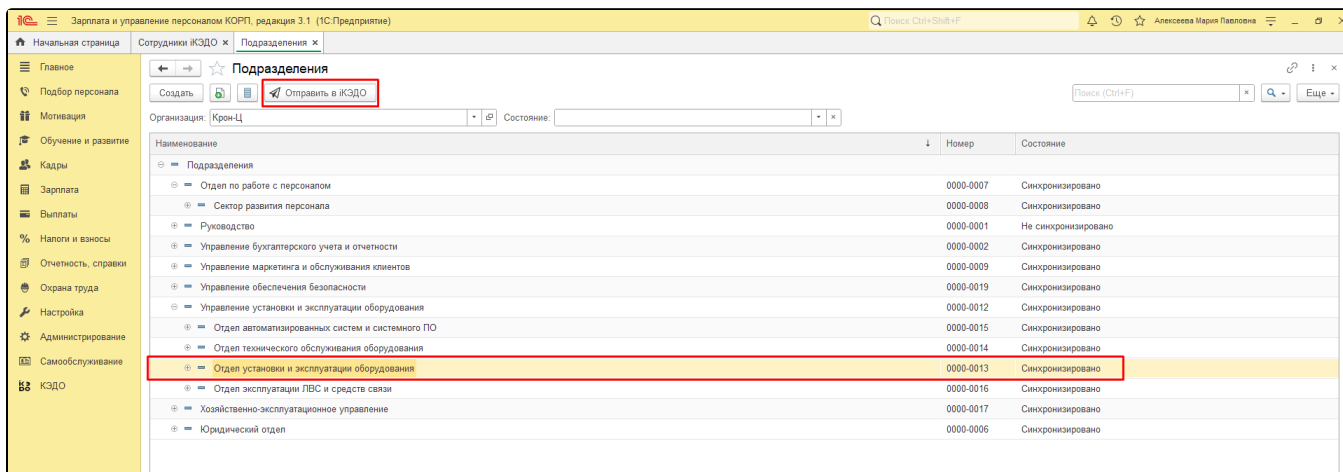 1С Зарплата и управление персоналом КОРП, редакция 3.1 (1С:Предприятие) Поиск Ctrl+Shift+F Алексеева Мария Павловна
Начальная страница Сотрудники iКЭДО × Подразделения ×
Главное
Подбор персонала
Мотивация
Обучение и развитие
Кадры
Зарплата
Выплаты
Налоги и взносы
Отчетность, справки
Охрана труда
Настройка
Администрирование
Самообслуживание
КЭДО
Подразделения
Создать Отправить в iКЭДО Поиск (Ctrl+F) × Еще
Организация: Крон-Ц Состояние:
Наименование ↓ Номер Состояние
Подразделения
Отдел по работе с персоналом 0000-0007 Синхронизировано
Сектор развития персонала 0000-0008 Синхронизировано
Руководство 0000-0001 Не синхронизировано
Управление бухгалтерского учета и отчетности 0000-0002 Синхронизировано
Управление маркетинга и обслуживания клиентов 0000-0009 Синхронизировано
Управление обеспечения безопасности 0000-0019 Синхронизировано
Управление установки и эксплуатации оборудования 0000-0012 Синхронизировано
Отдел автоматизированных систем и системного ПО 0000-0015 Синхронизировано
Отдел технического обслуживания оборудования 0000-0014 Синхронизировано
Отдел установки и эксплуатации оборудования 0000-0013 Синхронизировано
Отдел эксплуатации ЛВС и средств связи 0000-0016 Синхронизировано
Хозяйственно-эксплуатационное управление 0000-0017 Синхронизировано
Юридический отдел 0000-0006 Синхронизировано